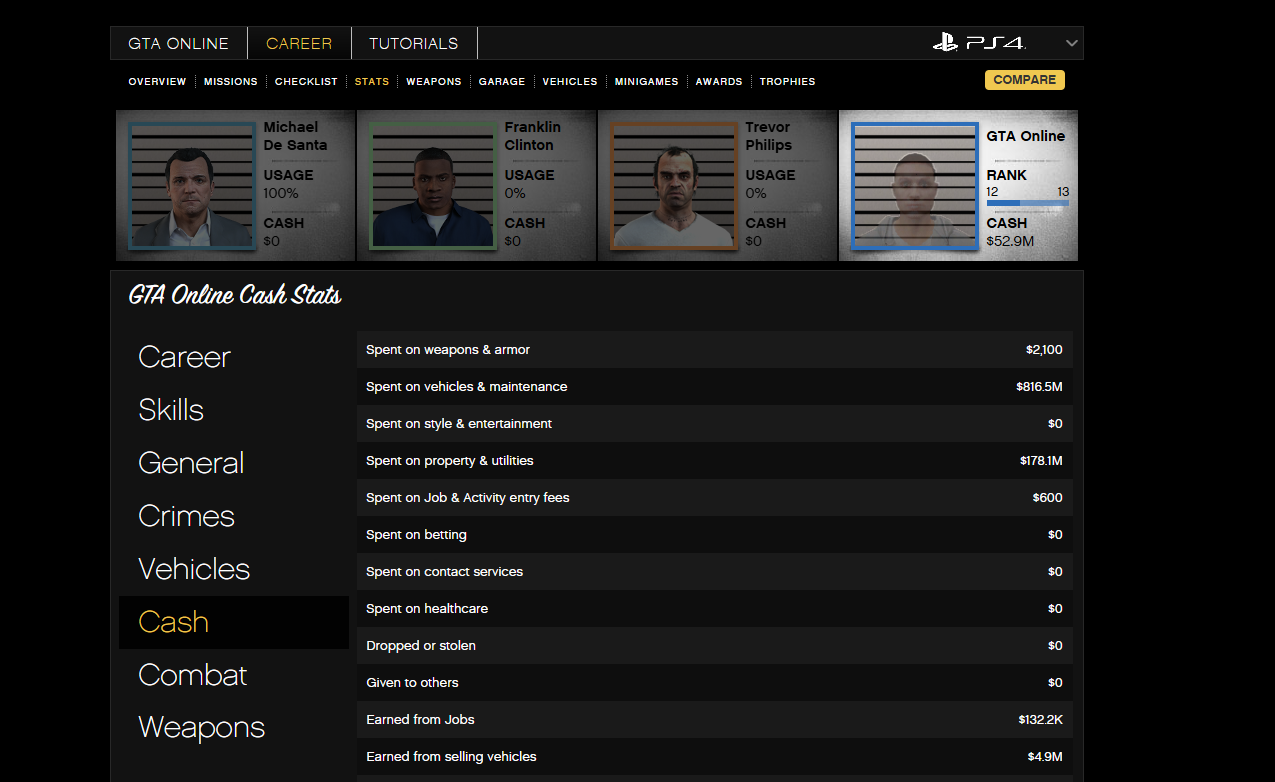 GTA ONLINE CAREER TUTORIALS PS4
OVERVIEW MISSIONS CHECKLIST STATS WEAPONS GARAGE VEHICLES MINIGAMES AWARDS TROPHIES COMPARE
Michael
De Santa
USAGE
100%
CASH
$0
Franklin
Clinton
USAGE
0%
CASH
$0
Trevor
Philips
USAGE
0%
CASH
$0
GTA Online
RANK
12 13
CASH
$52.9M
GTA Online Cash Stats
Career
Skills
General
Crimes
Vehicles
Cash
Combat
Weapons
Spent on weapons & armor $2,100
Spent on vehicles & maintenance $816.5M
Spent on style & entertainment $0
Spent on property & utilities $178.1M
Spent on Job & Activity entry fees $600
Spent on betting $0
Spent on contact services $0
Spent on healthcare $0
Dropped or stolen $0
Given to others $0
Earned from Jobs $132.2K
Earned from selling vehicles $4.9M